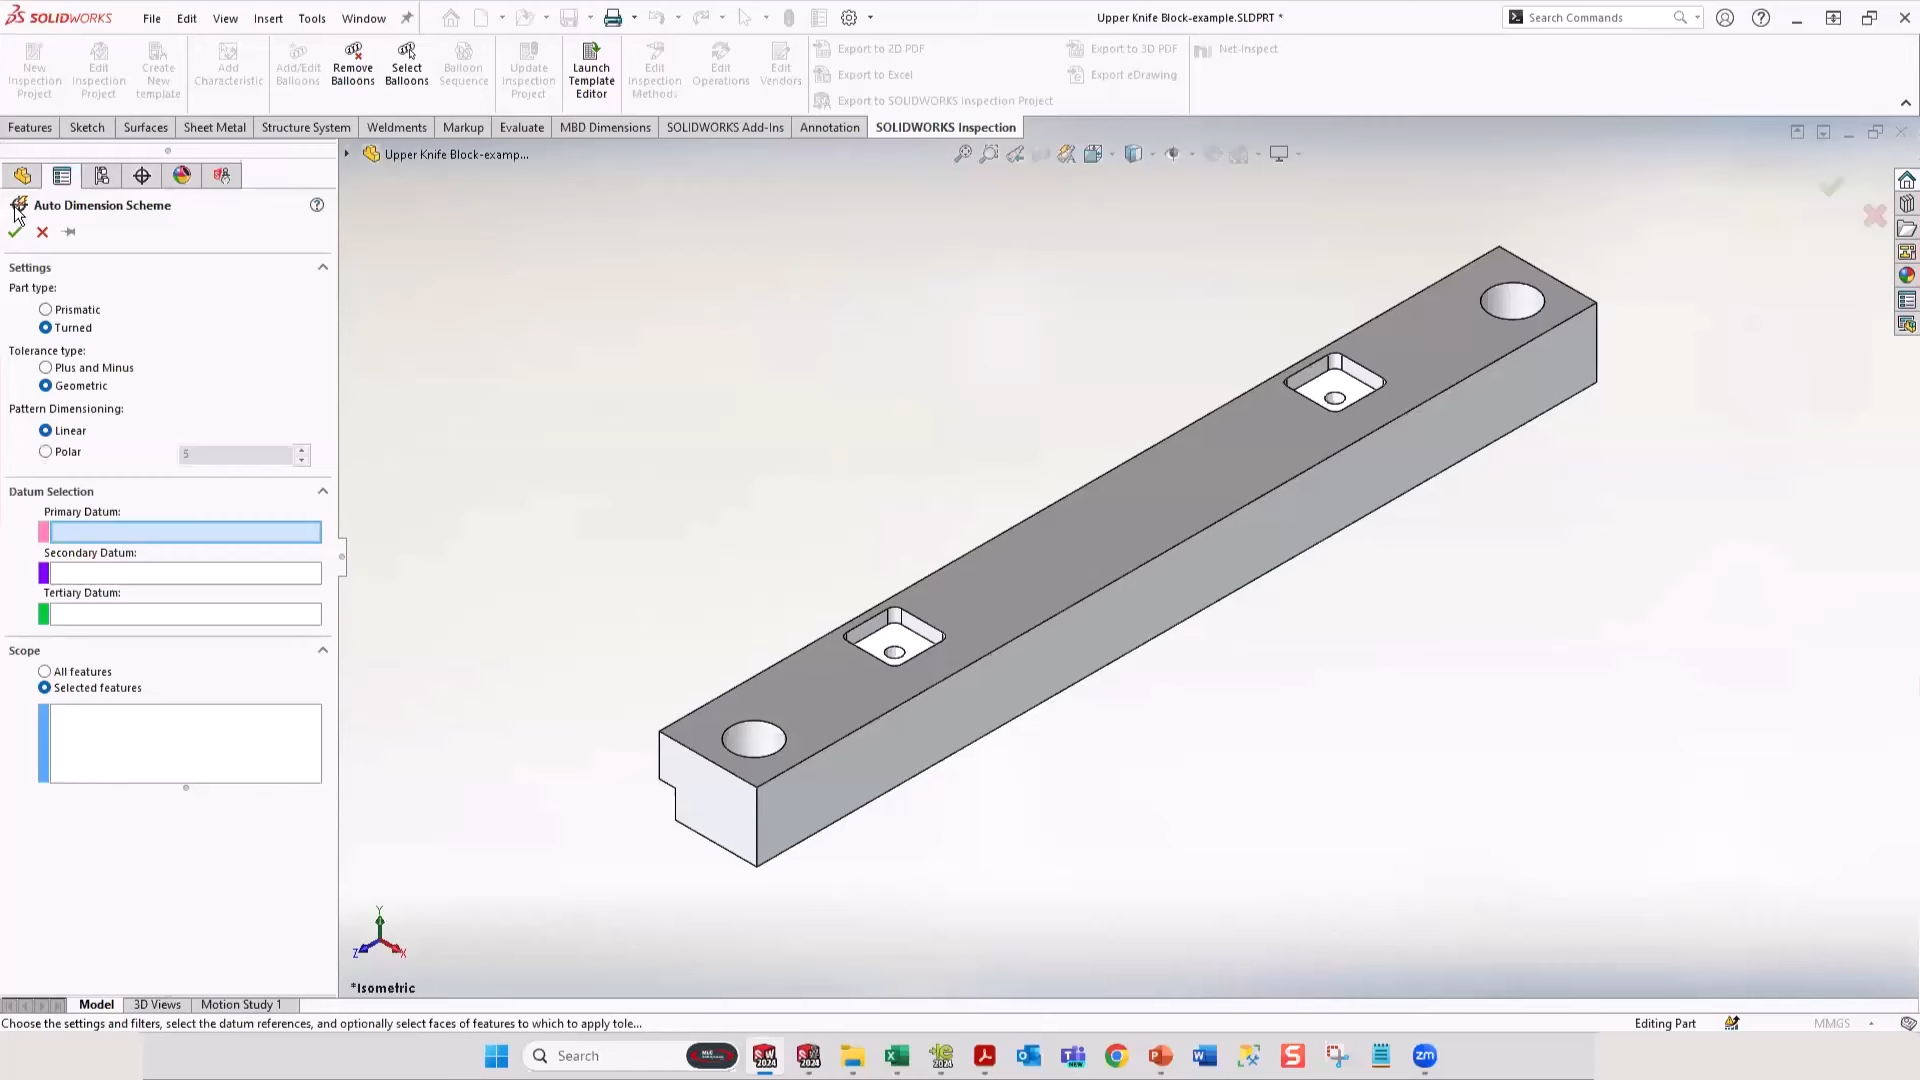 SOLIDWORKS File Edit View Insert Tools Window Upper Knife Block-example.SLDPRT * Search Commands
New Inspection Project
Edit Inspection Project
Create New template
Add Characteristic
Add/Edit Balloons
Remove Balloons
Select Balloons
Balloon Sequence
Update Inspection Project
Launch Template Editor
Edit Inspection Methods
Edit Operations
Edit Vendors
Export to 2D PDF
Export to Excel
Export to SOLIDWORKS Inspection Project
Export to 3D PDF
Export eDrawing
Net-Inspect
Features Sketch Surfaces Sheet Metal Structure System Weldments Markup Evaluate MBD Dimensions SOLIDWORKS Add-Ins Annotation SOLIDWORKS Inspection
Upper Knife Block-examp...
Auto Dimension Scheme
Settings
Part type:
Prismatic
Turned
Tolerance type:
Plus and Minus
Geometric
Pattern Dimensioning:
Linear
Polar 5
Datum Selection
Primary Datum:
Secondary Datum:
Tertiary Datum:
Scope
All features
Selected features
Y
Z X
*Isometric
Model 3D Views Motion Study 1
Choose the settings and filters, select the datum references, and optionally select faces of features to which to apply tole...
Editing Part MMGS
Search